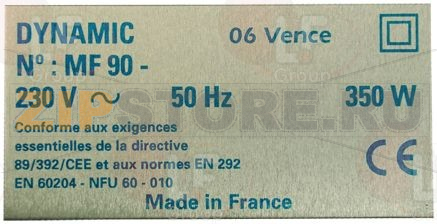 DYNAMIC 06 Vence
Nº : MF 90 -
230 V ~ 50 Hz 350 W
Conforme aux exigences
essentielles de la directive
89/392/CEE et aux normes EN 292
EN 60204 - NFU 60 - 010
CE
Made in France
ZIPSTORE.RU